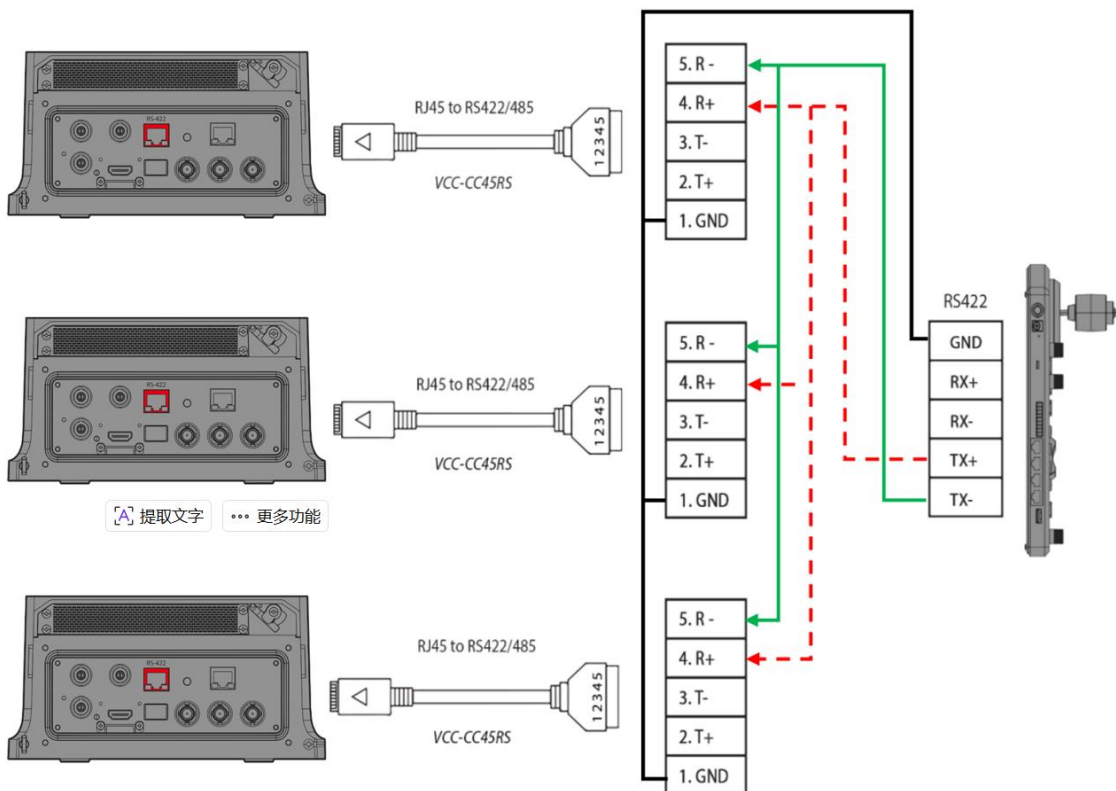 RS-422
RJ45 to RS422/485
12345
VCC-CC45RS
5. R -
4. R+
3. T-
2. T+
1. GND
RS422
GND
RX+
RX-
TX+
TX-
RS-422
RJ45 to RS422/485
12345
VCC-CC45RS
5. R -
4. R+
3. T-
2. T+
1. GND
提取文字
更多功能
RS-422
RJ45 to RS422/485
12345
VCC-CC45RS
5. R -
4. R+
3. T-
2. T+
1. GND